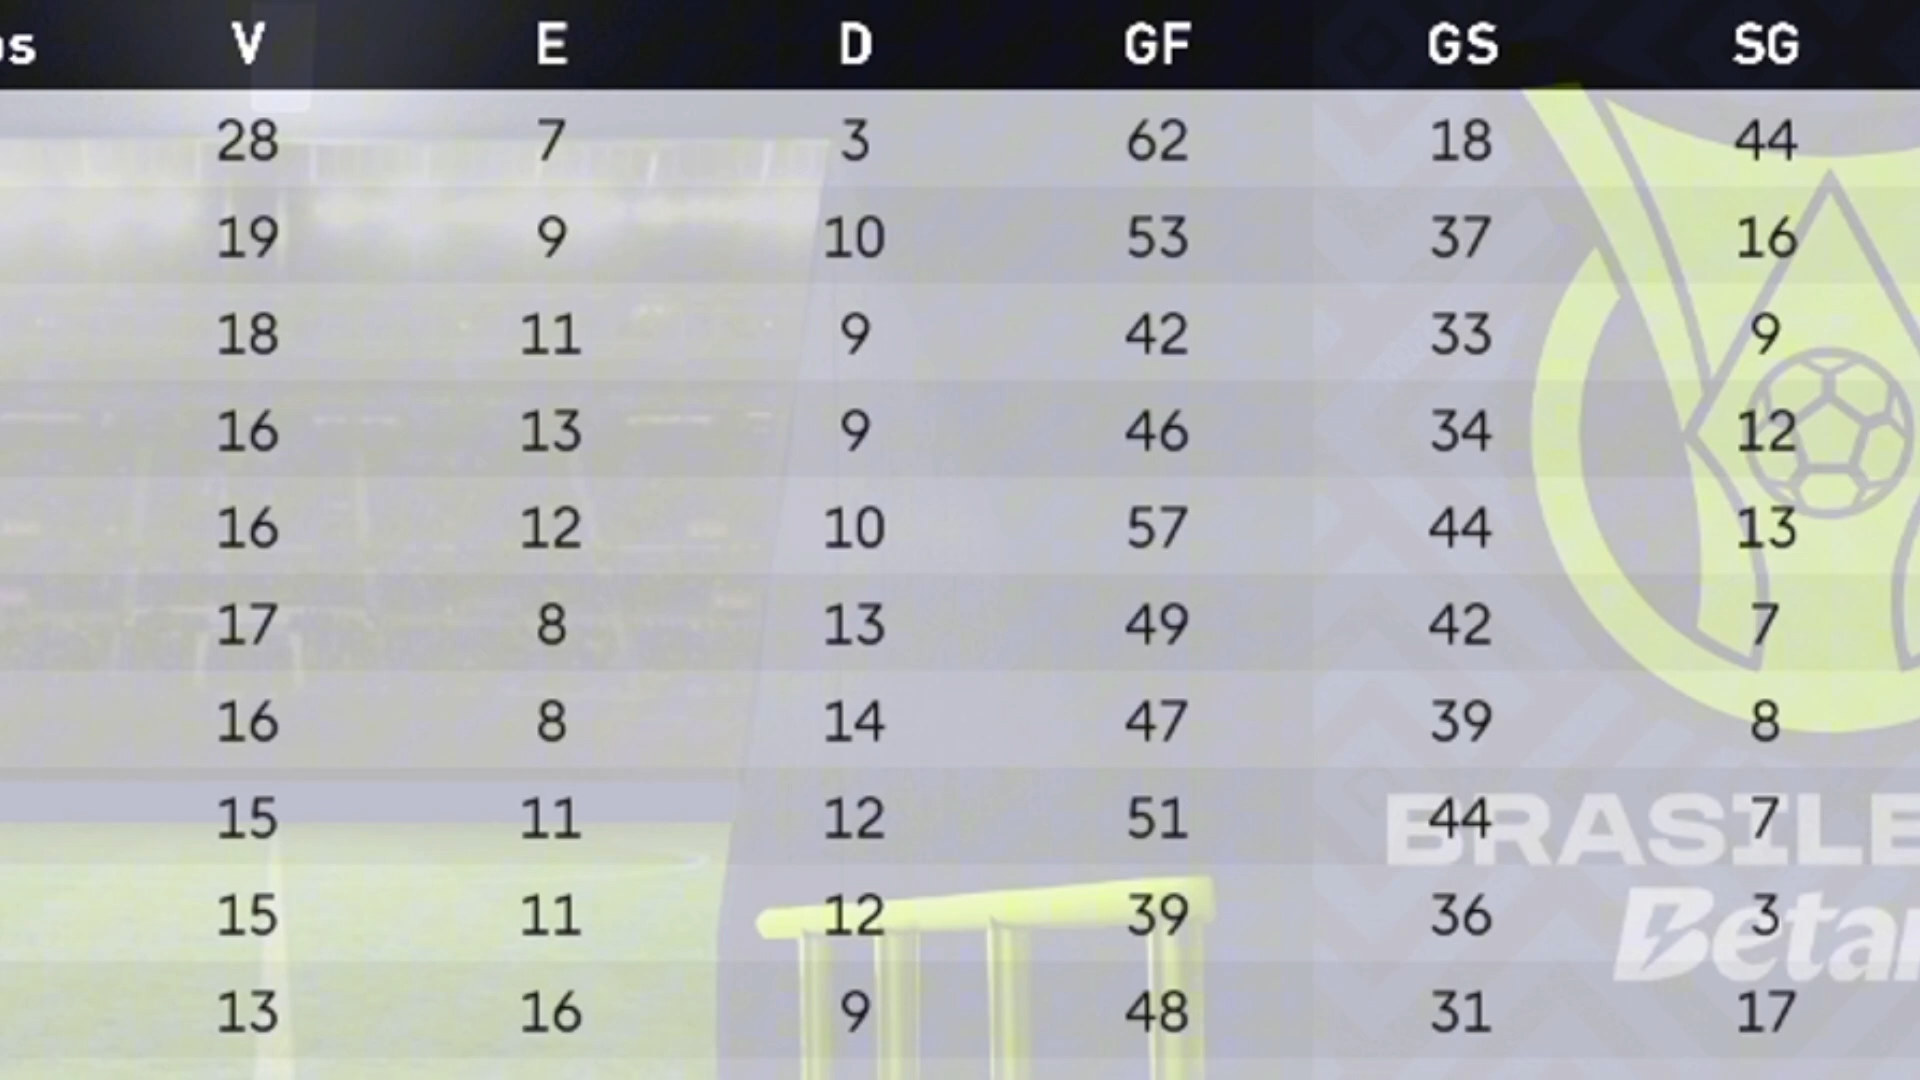 os V E D GF GS SG
28 7 3 62 18 44
19 9 10 53 37 16
18 11 9 42 33 9
16 13 9 46 34 12
16 12 10 57 44 13
17 8 13 49 42 7
16 8 14 47 39 8
15 11 12 51 44 7
BRASILE
15 11 12 39 36 3
Betan
13 16 9 48 31 17